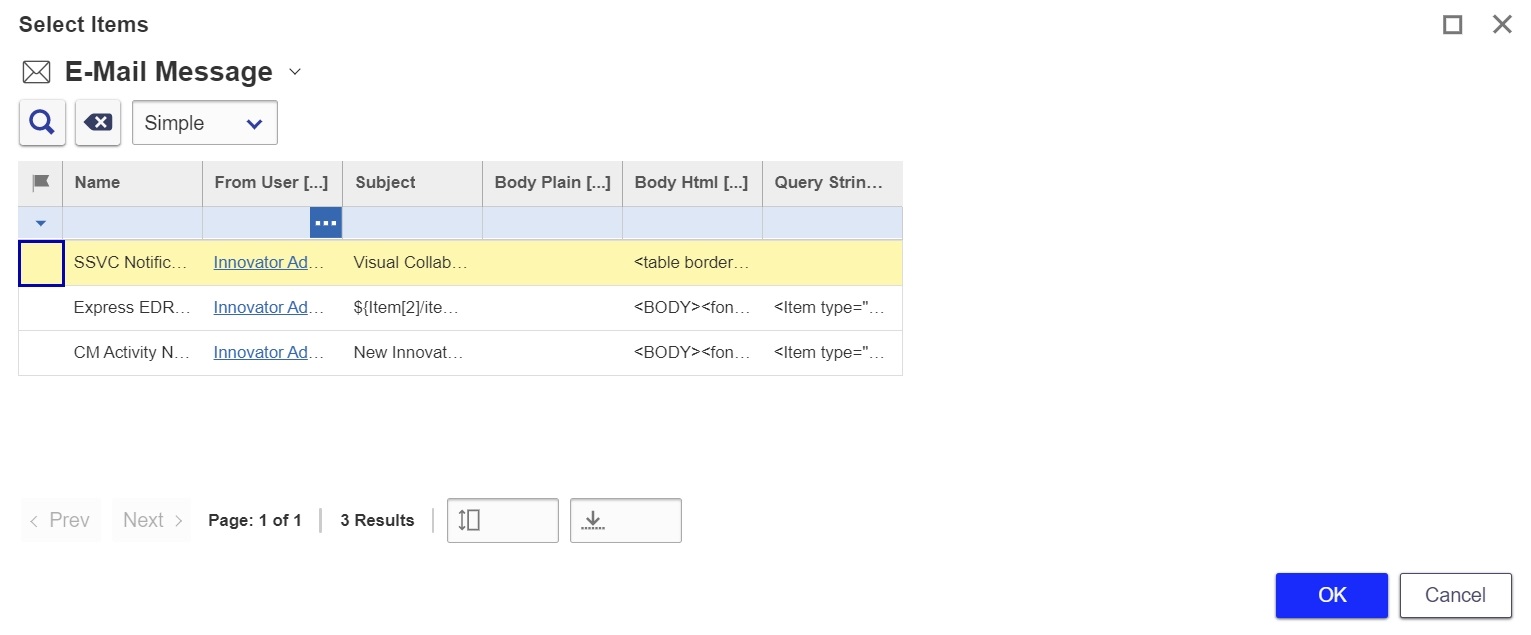 Select Items
E-Mail Message
Simple
Name From User [...] Subject Body Plain [...] Body Html [...] Query Strin...
SSVC Notific... Innovator Ad... Visual Collab... <table border...
Express EDR... Innovator Ad... ${Item[2]/ite... <BODY><fon... <Item type="...
CM Activity N... Innovator Ad... New Innovat... <BODY><fon... <Item type="...
Prev Next Page: 1 of 1 3 Results
OK Cancel